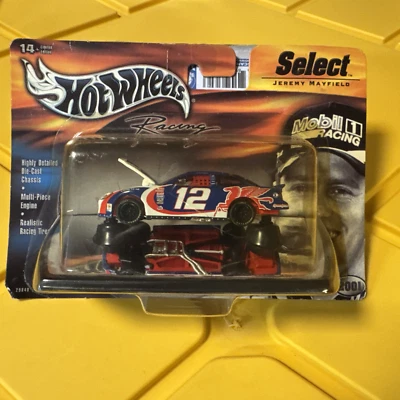 14+
Hot Wheels
Racing
Select
JEREMY MAYFIELD
Mobil 1
RACING
Highly Detailed
Die-Cast
Chassis
• Multi-Piece
Engine
• Realistic
Racing Tires
12
2001